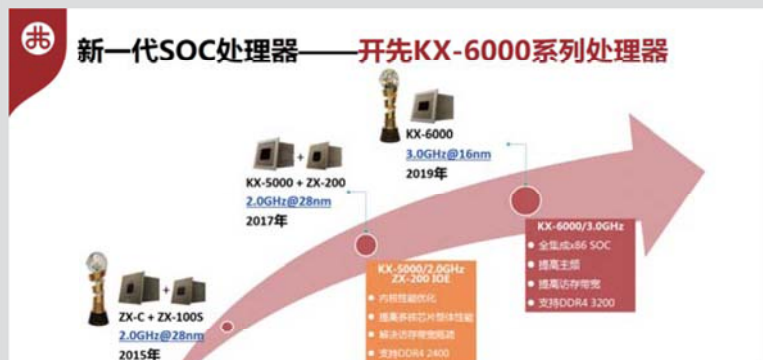 新一代SOC处理器——开先KX-6000系列处理器
KX-6000
3.0GHz@16nm
2019年
+
KX-5000 + ZX-200
2.0GHz@28nm
2017年
KX-6000/3.0GHz
全集成x86 SOC
提高主频
提高访存带宽
支持DDR4 3200
KX-5000/2.0GHz
ZX-200 IOE
内核性能优化
提高多核芯片整体性能
解决访存带宽瓶颈
支持DDR4 2400
+
ZX-C + ZX-100S
2.0GHz@28nm
2015年